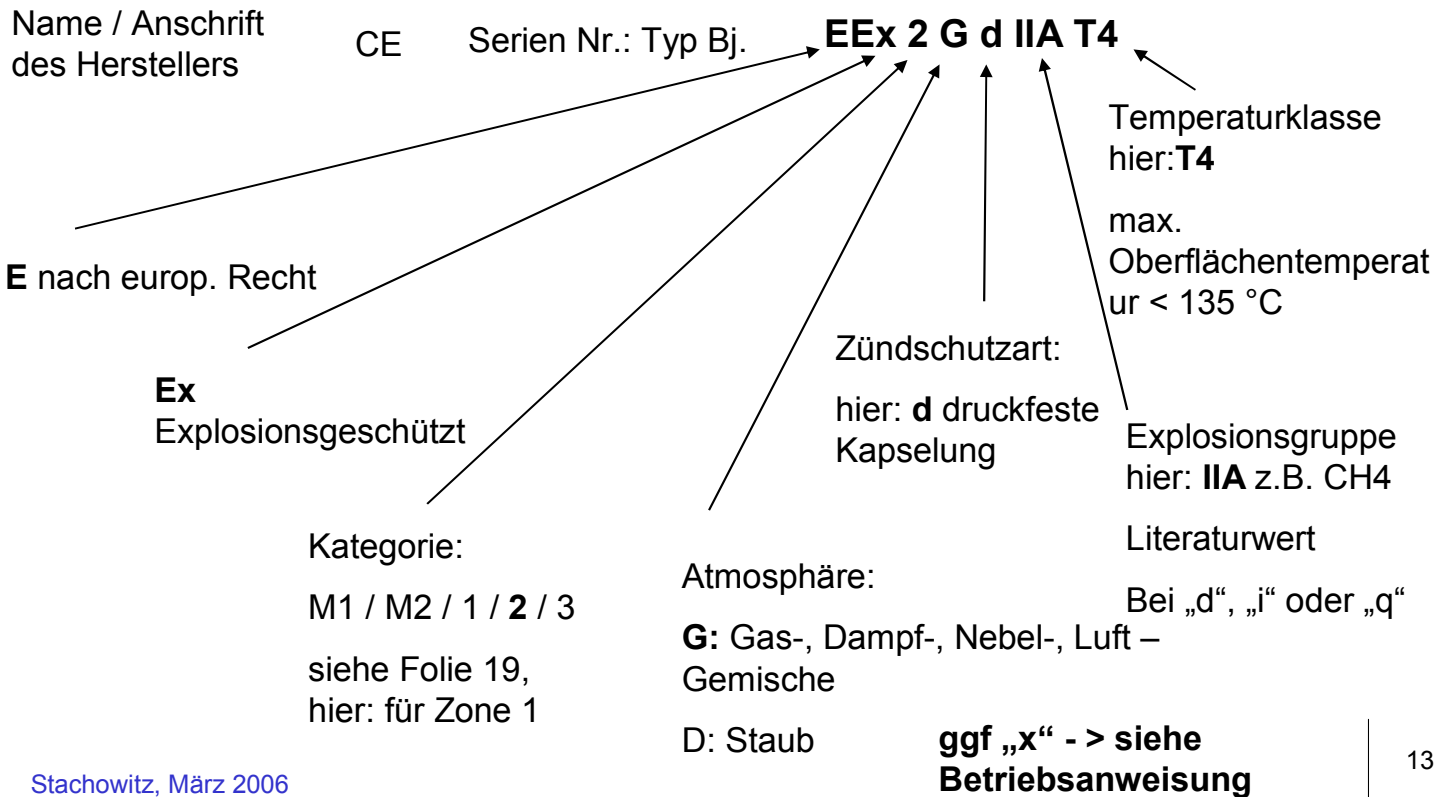 Name / Anschrift
des Herstellers
CE
Serien Nr.: Typ Bj.
EEx 2 G d IIA T4
Temperaturklasse
hier:T4
max.
Oberflächentemperat
ur < 135 °C
E nach europ. Recht
Ex
Explosionsgeschützt
Zündschutzart:
hier: d druckfeste
Kapselung
Explosionsgruppe
hier: IIA z.B. CH4
Literaturwert
Bei „d“, „i“ oder „q“
Kategorie:
M1 / M2 / 1 / 2 / 3
siehe Folie 19,
hier: für Zone 1
Atmosphäre:
G: Gas-, Dampf-, Nebel-, Luft –
Gemische
D: Staub
ggf „x“ - > siehe
Betriebsanweisung
Stachowitz, März 2006
13